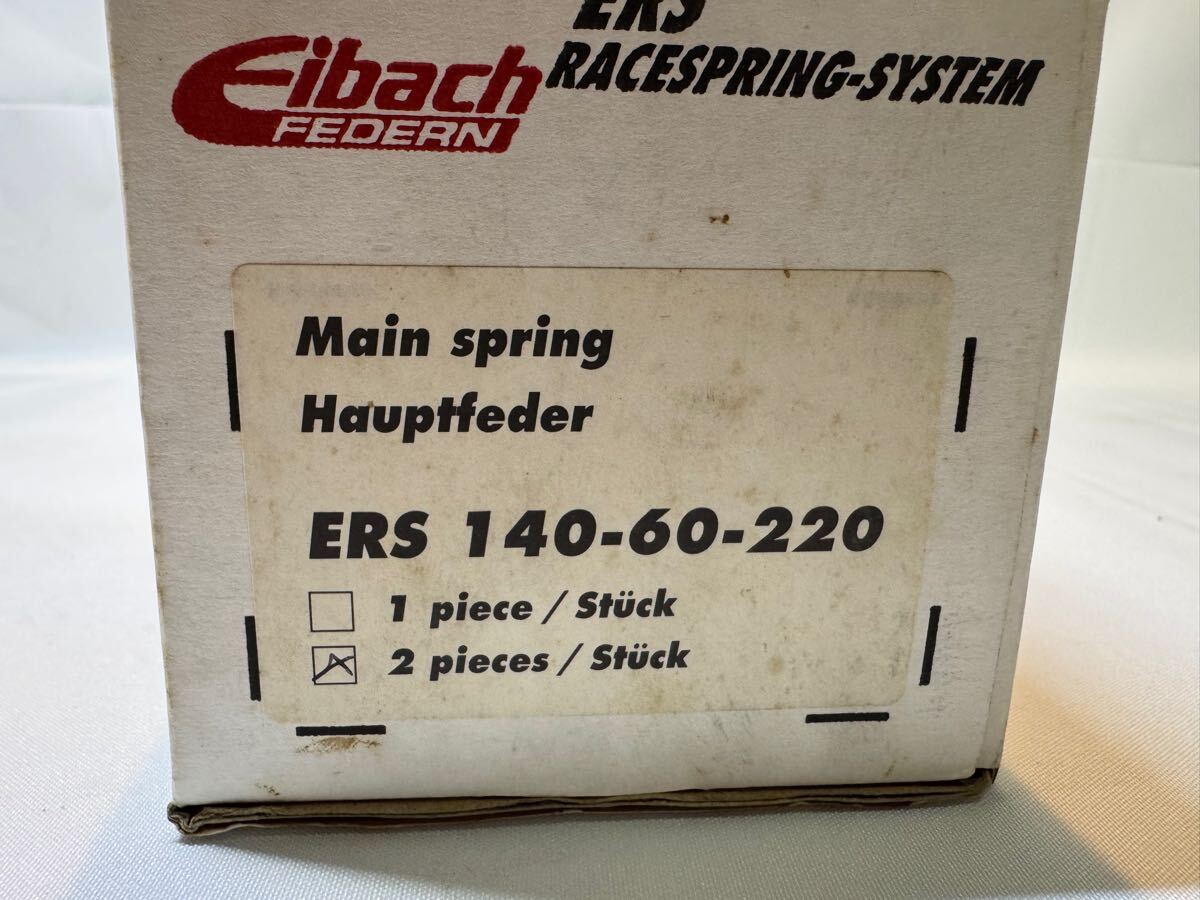 ERS
Eibach
FEDERN
RACESPRING-SYSTEM
Main spring
Hauptfeder
ERS 140-60-220
1 piece / Stück
2 pieces / Stück